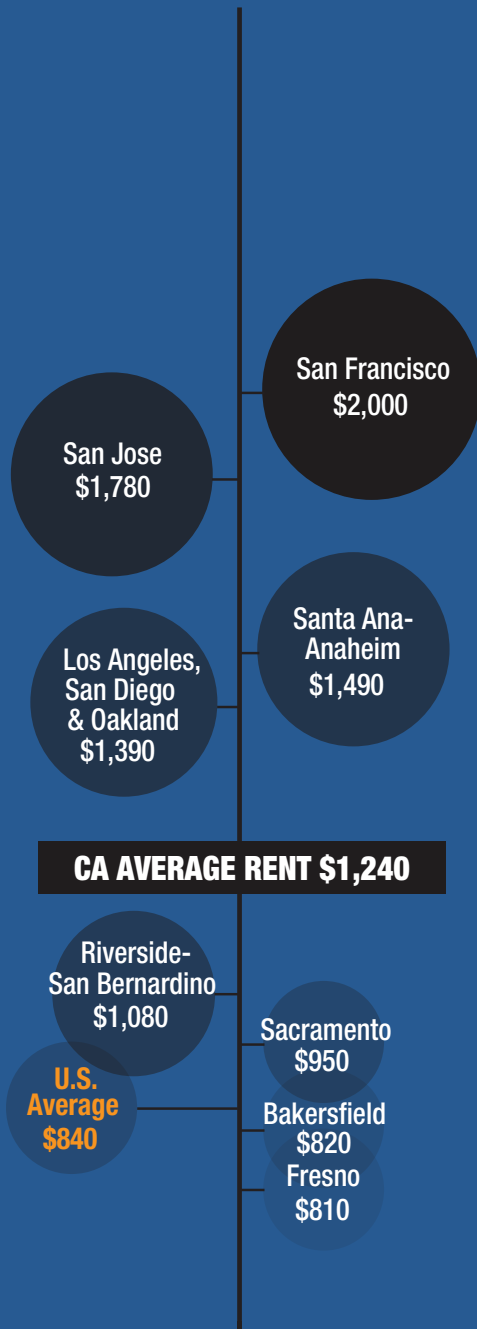 San Francisco
$2,000
San Jose
$1,780
Santa Ana-
Anaheim
$1,490
Los Angeles,
San Diego
& Oakland
$1,390
CA AVERAGE RENT $1,240
Riverside-
San Bernardino
$1,080
Sacramento
$950
U.S.
Average
$840
Bakersfield
$820
Fresno
$810